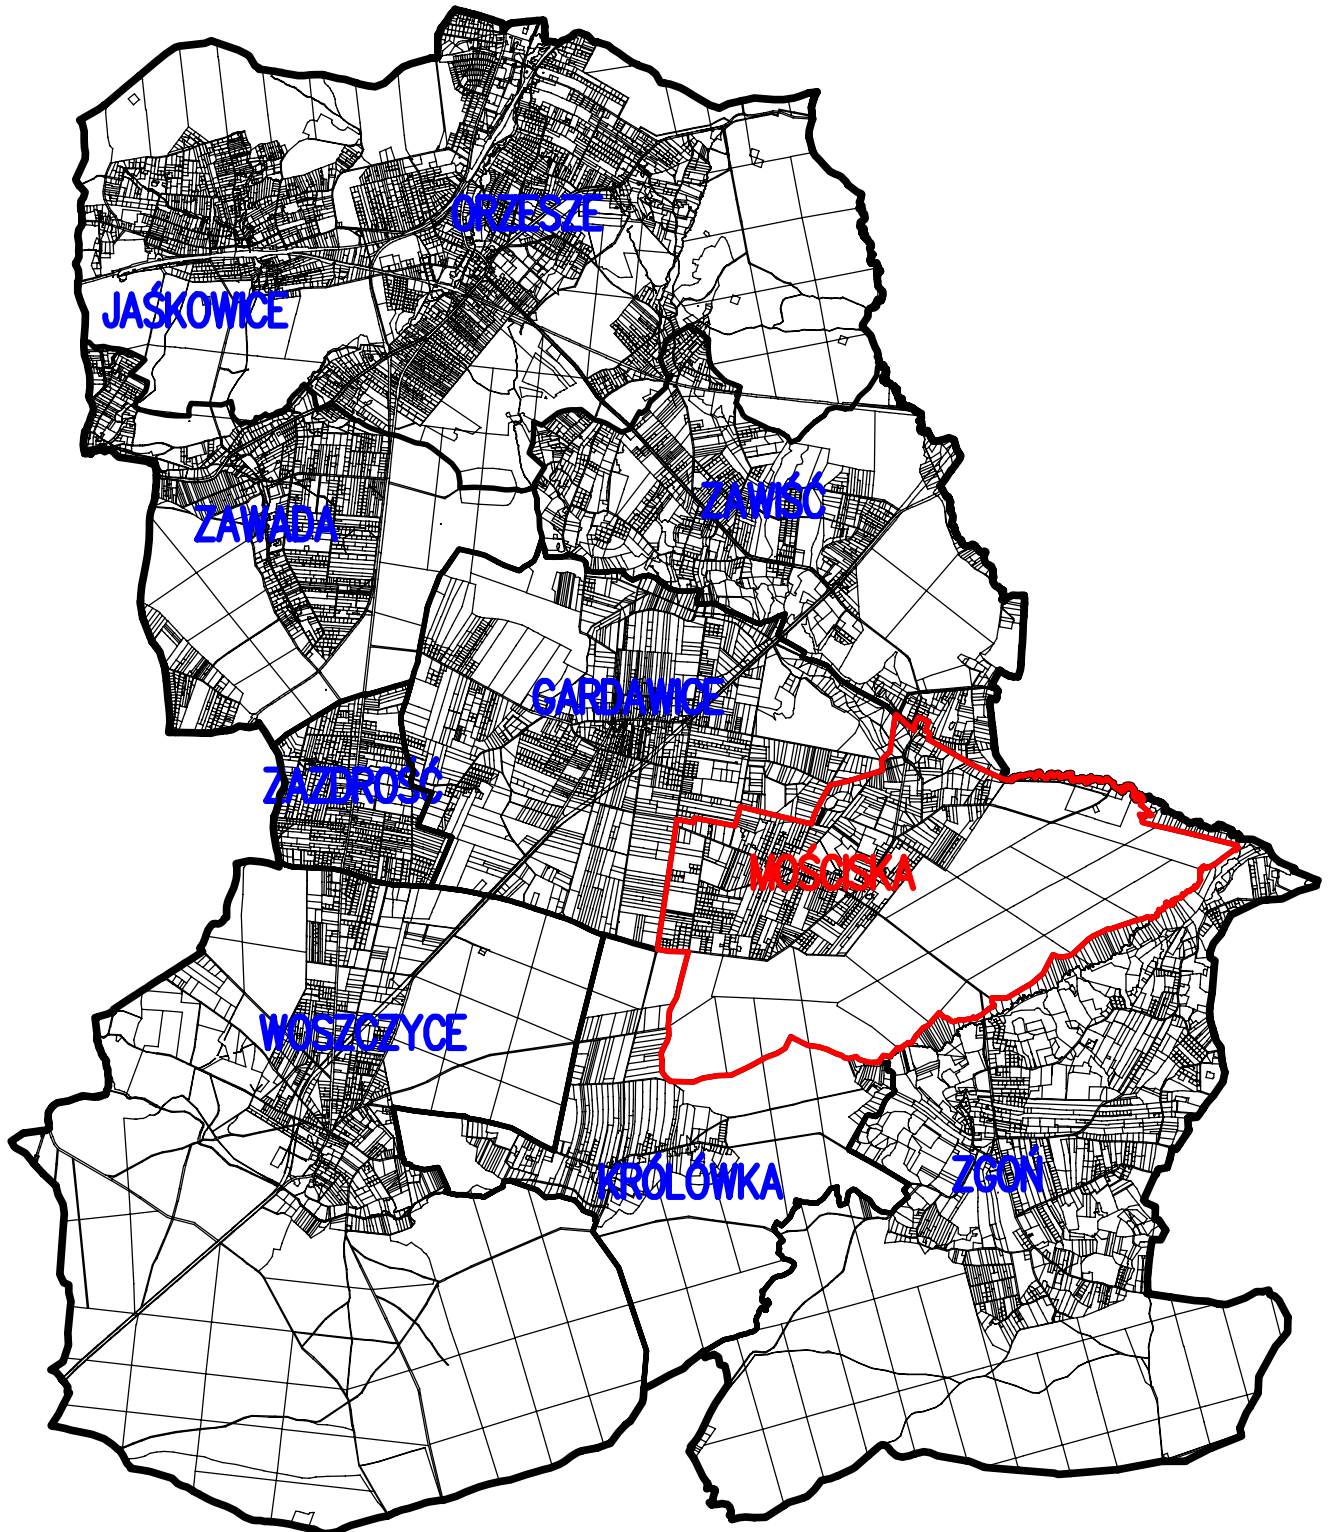 ORZESZE
JAŚKOWICE
ZAWIŚĆ
ZAWADA
GARDAWICE
ZAZDROŚĆ
MOŚCISKA
WOSZCZYCE
KRÓLÓWKA
ZGOŃ